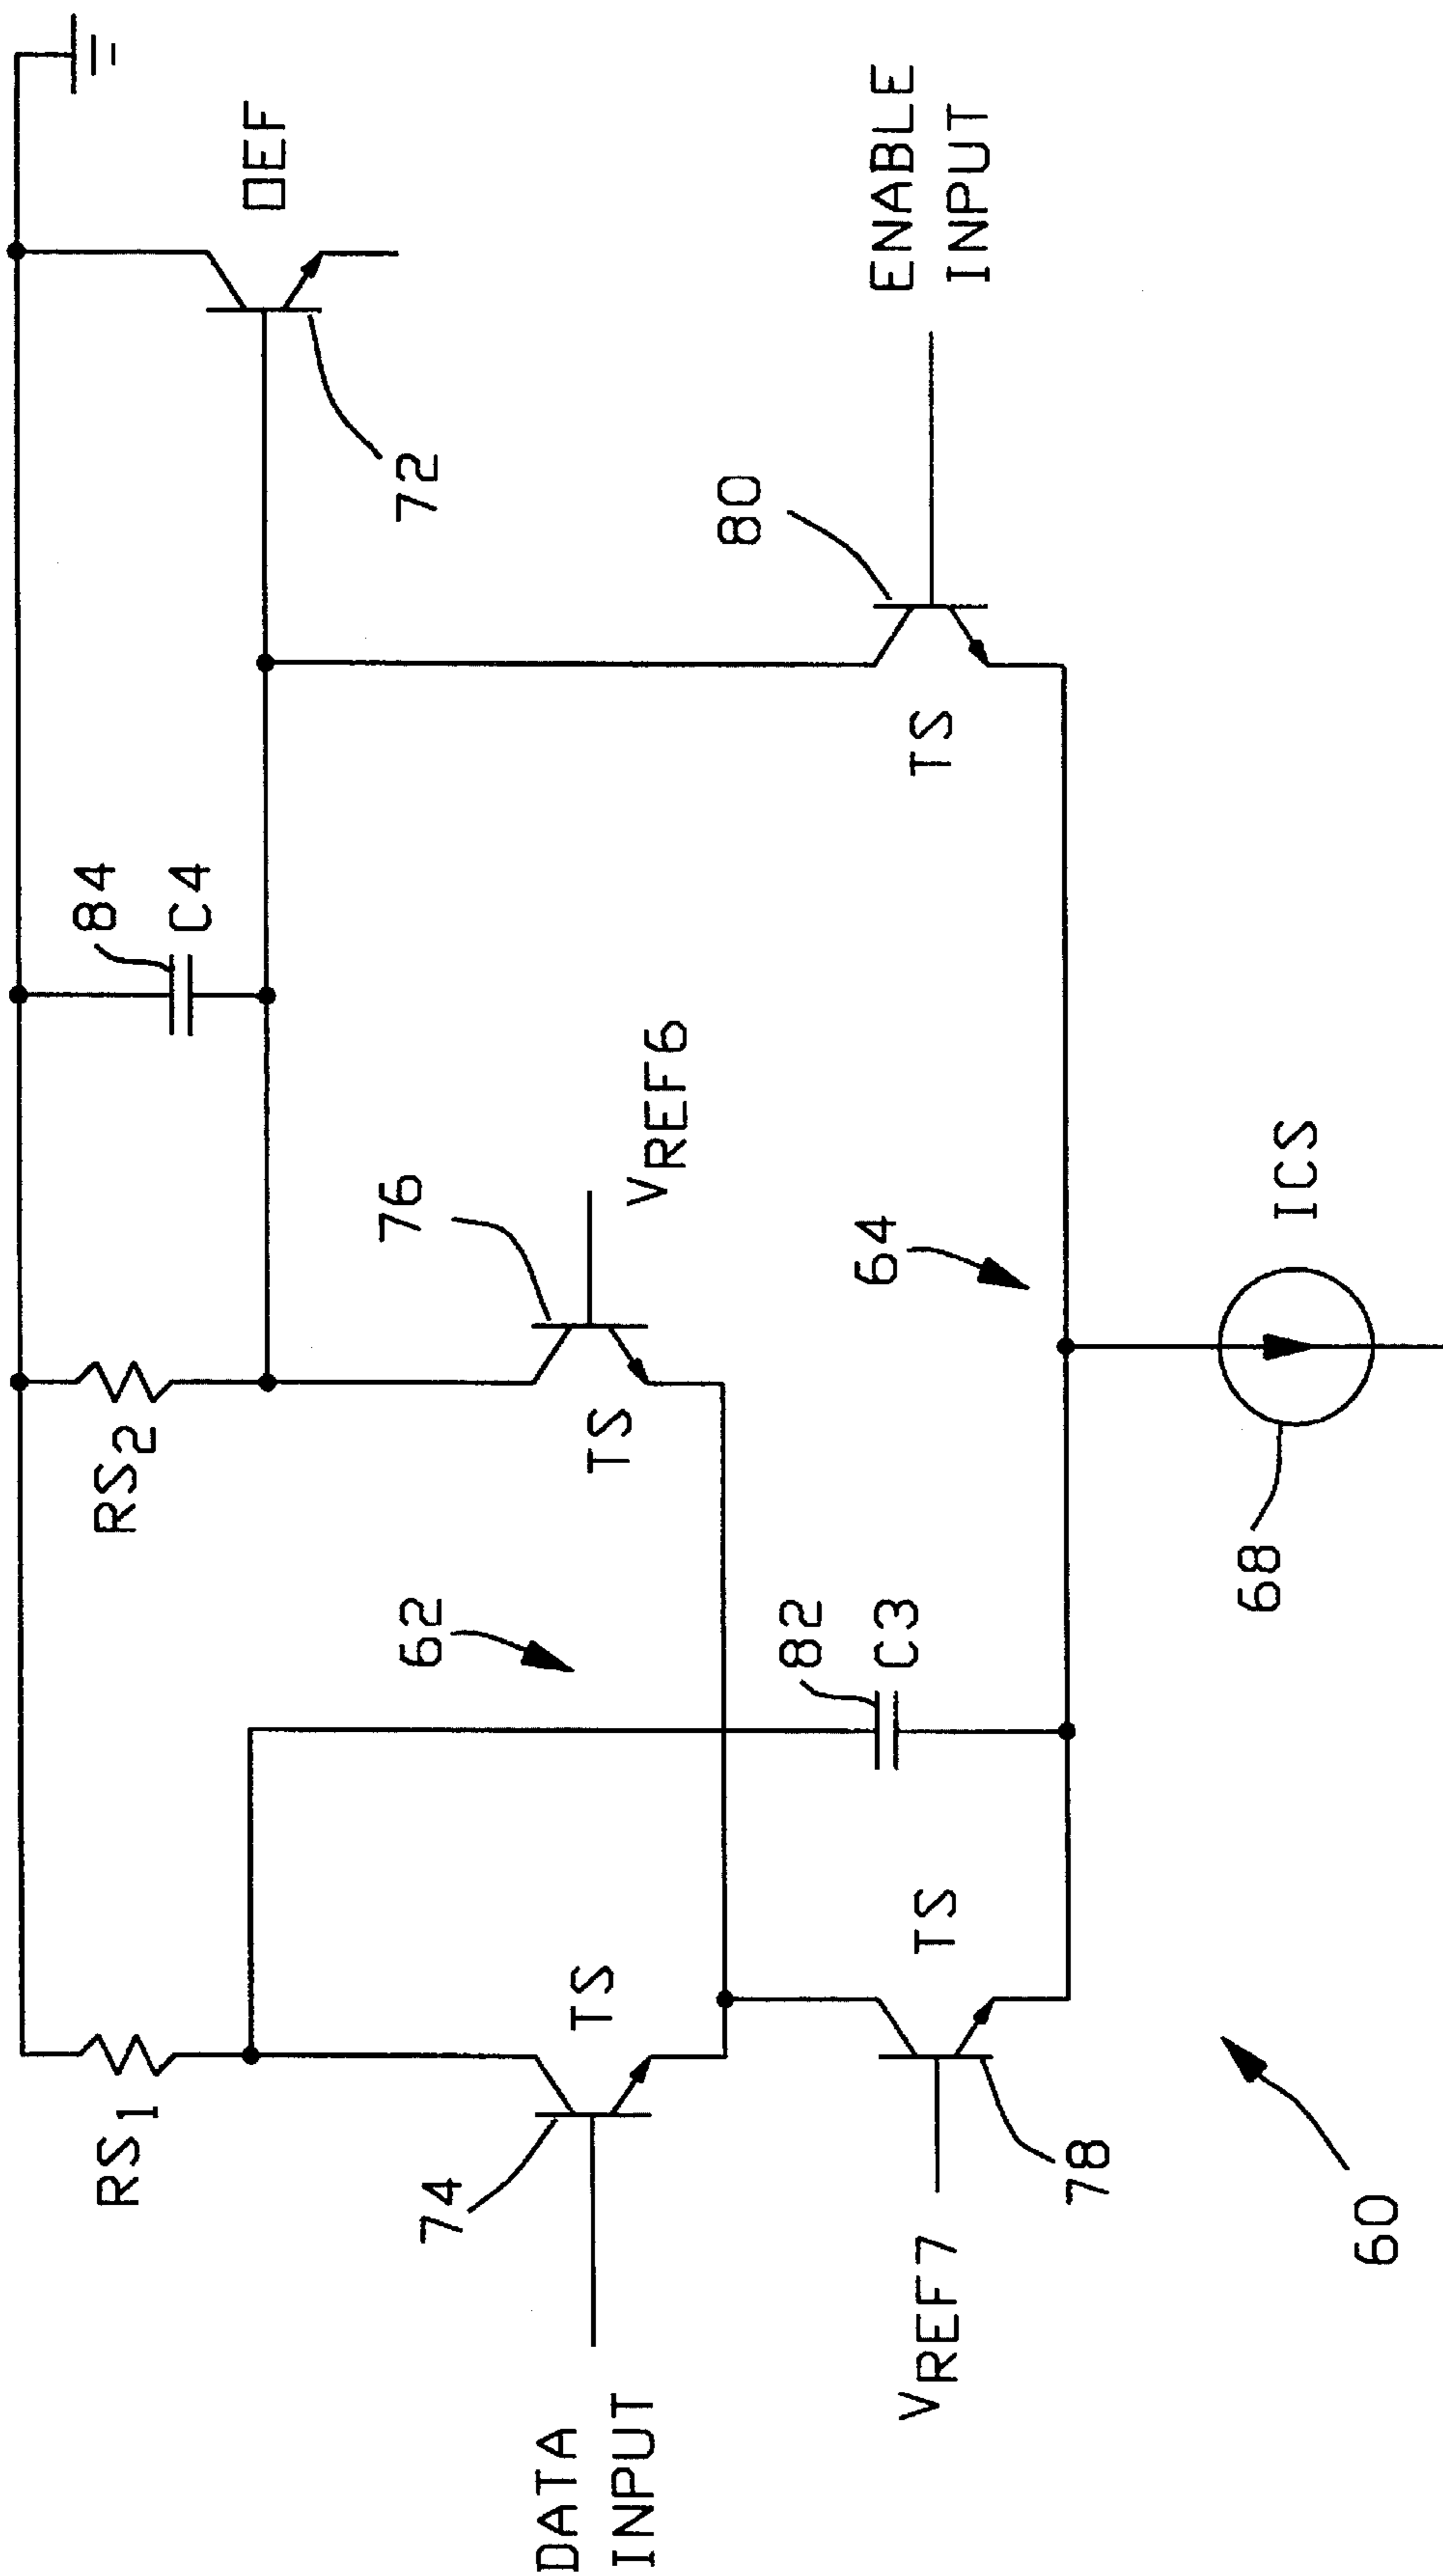 RS1
RS2
84
C4
OEF
72
74
TS
62
76
TS
VREF6
DATA
INPUT
82
C3
80
TS
ENABLE
INPUT
VREF7
TS
78
64
68
ICS
60